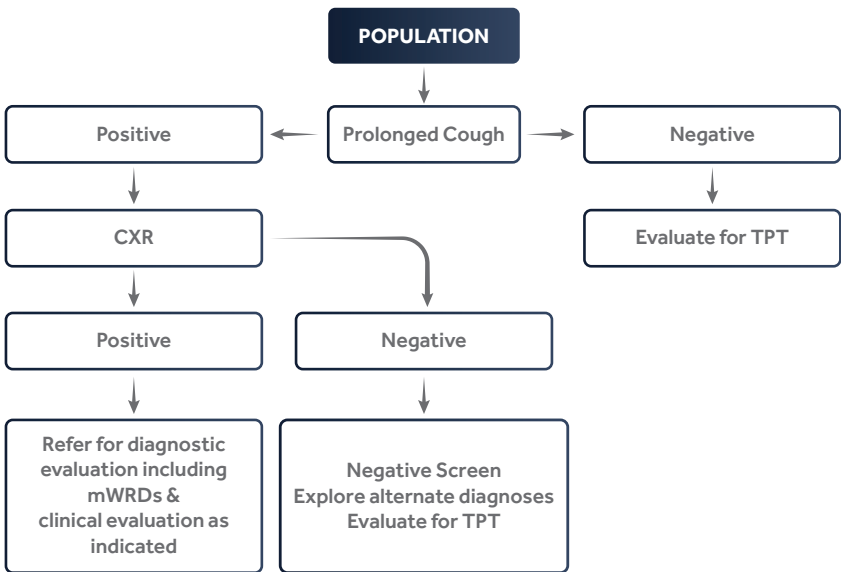 POPULATION
Positive
Prolonged Cough
Negative
CXR
Evaluate for TPT
Positive
Negative
Refer for diagnostic
evaluation including
mWRDs &
clinical evaluation as
indicated
Negative Screen
Explore alternate diagnoses
Evaluate for TPT